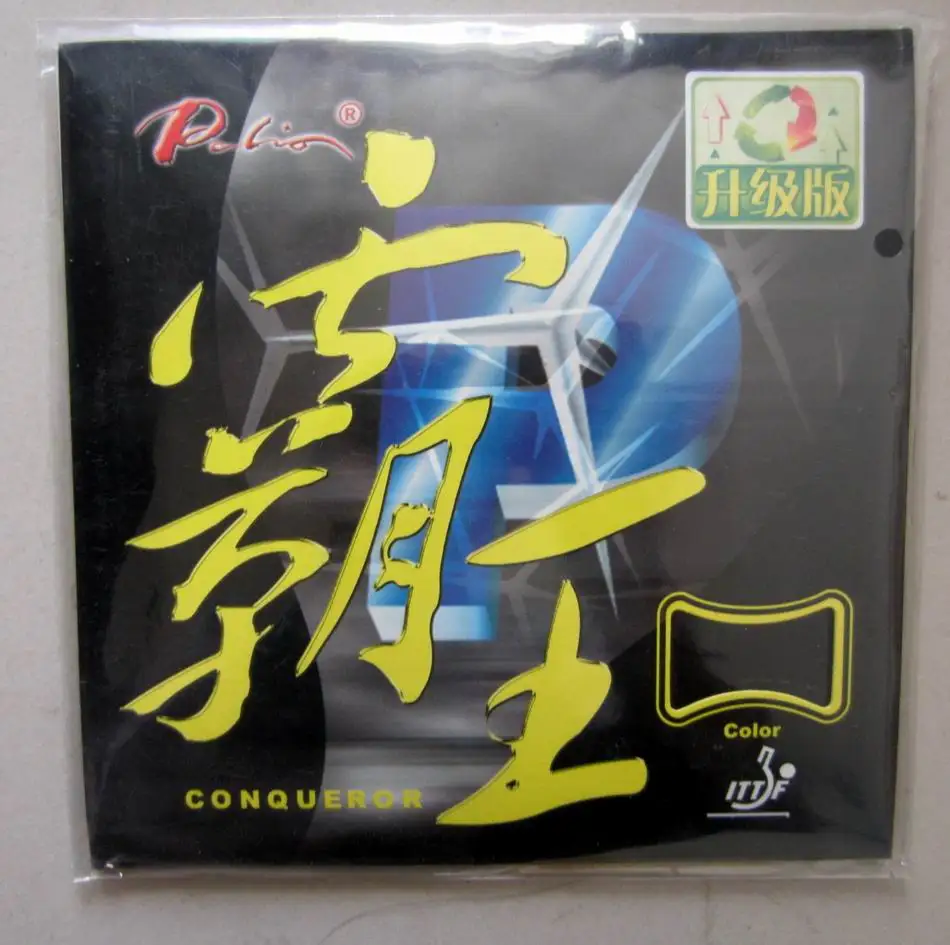 Palio®
升级版
霸王
CONQUEROR
Color
ITTF